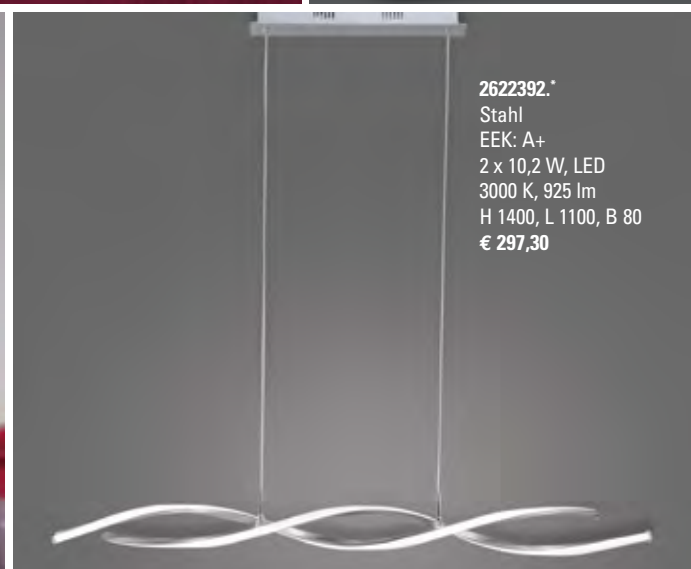 2622392.*
Stahl
EEK: A+
2 x 10,2 W, LED
3000 K, 925 lm
H 1400, L 1100, B 80
€ 297,30